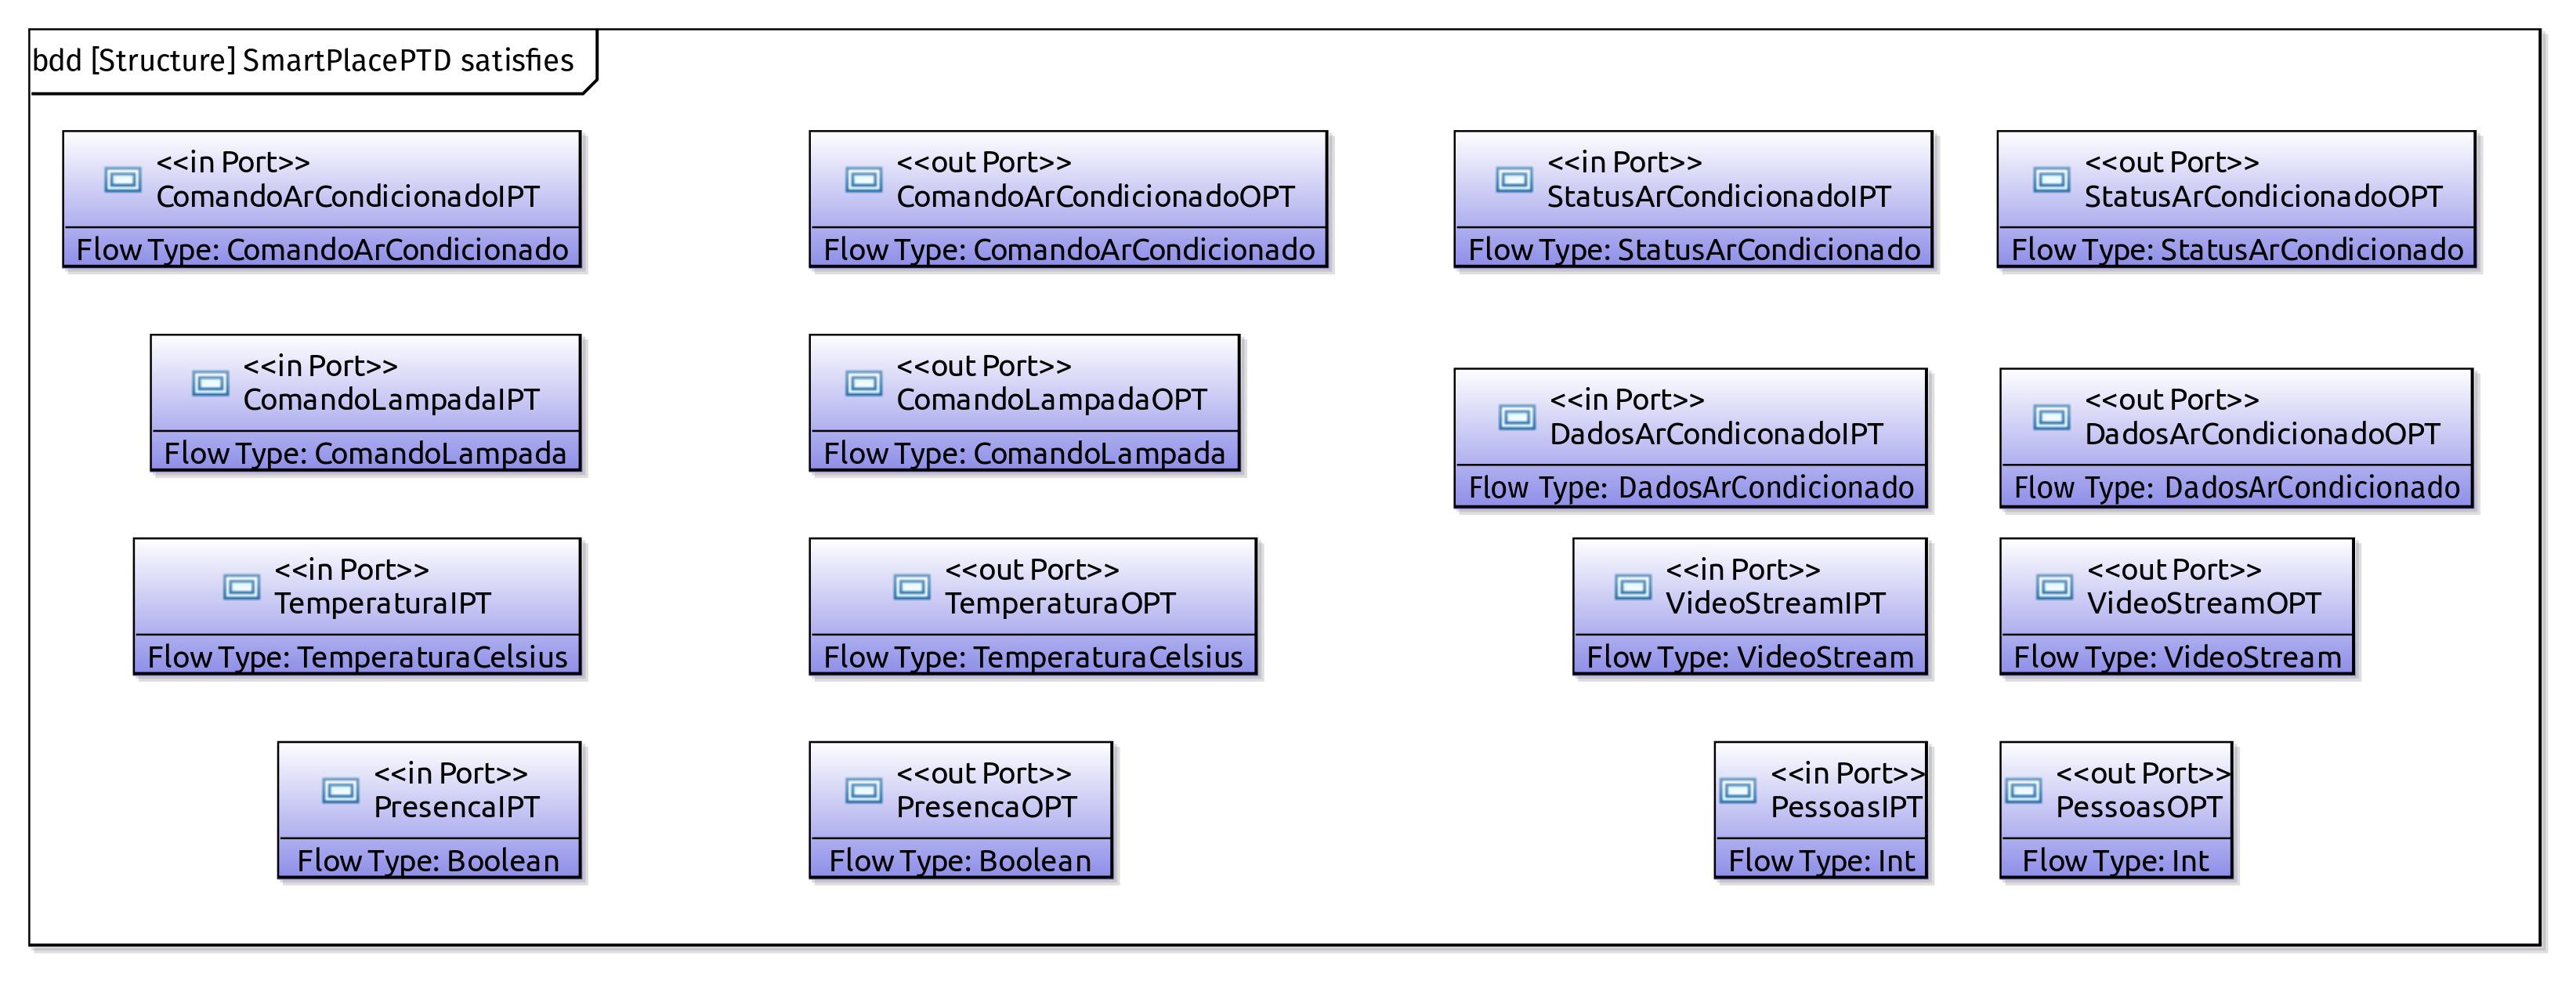 bdd [Structure] SmartPlacePTD satisfies
<<in Port>>
ComandoArCondicionadoIPT
Flow Type: ComandoArCondicionado
<<out Port>>
ComandoArCondicionadoOPT
Flow Type: ComandoArCondicionado
<<in Port>>
StatusArCondicionadoIPT
Flow Type: StatusArCondicionado
<<out Port>>
StatusArCondicionadoOPT
Flow Type: StatusArCondicionado
<<in Port>>
ComandoLampadaIPT
Flow Type: ComandoLampada
<<out Port>>
ComandoLampadaOPT
Flow Type: ComandoLampada
<<in Port>>
DadosArCondiconadoIPT
Flow Type: DadosArCondicionado
<<out Port>>
DadosArCondicionadoOPT
Flow Type: DadosArCondicionado
<<in Port>>
TemperaturaIPT
Flow Type: TemperaturaCelsius
<<out Port>>
TemperaturaOPT
Flow Type: TemperaturaCelsius
<<in Port>>
VideoStreamIPT
Flow Type: VideoStream
<<out Port>>
VideoStreamOPT
Flow Type: VideoStream
<<in Port>>
PresencaIPT
Flow Type: Boolean
<<out Port>>
PresencaOPT
Flow Type: Boolean
<<in Port>>
PessoasIPT
Flow Type: Int
<<out Port>>
PessoasOPT
Flow Type: Int